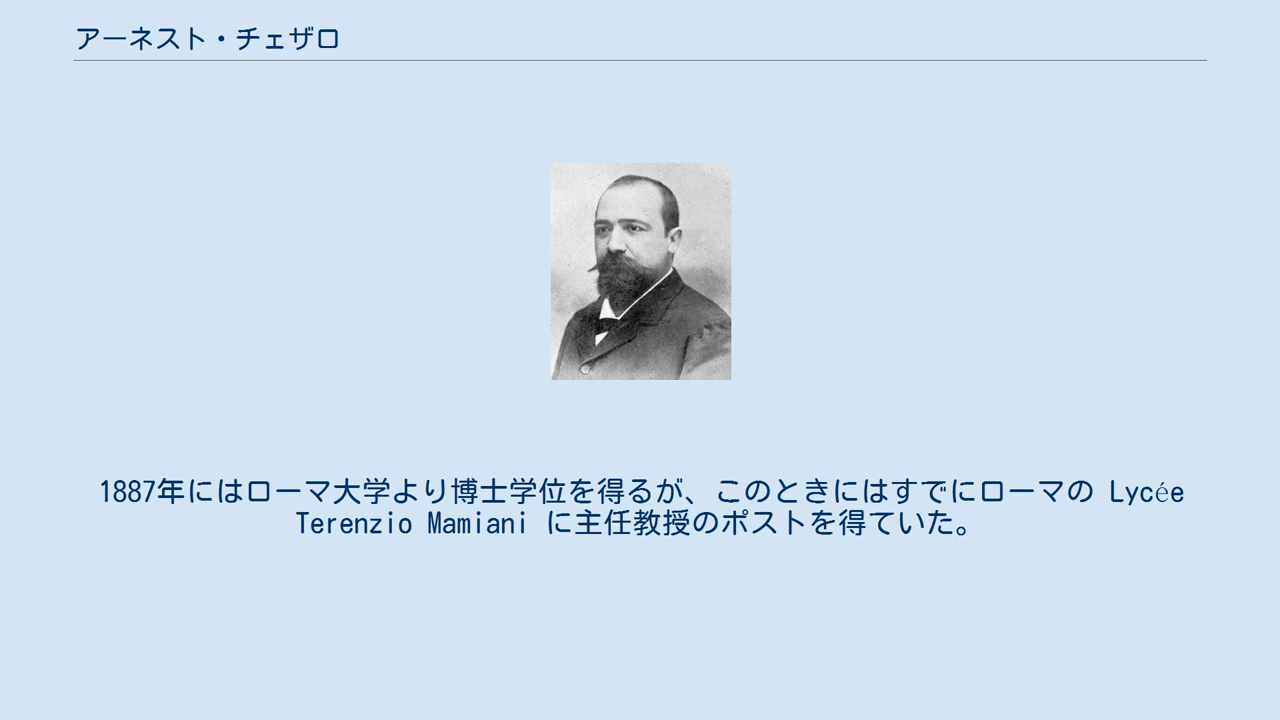 アーネスト・チェザロ
1887年にはローマ大学より博士学位を得るが、このときにはすでにローマの Lycée
Terenzio Mamiani に主任教授のポストを得ていた。